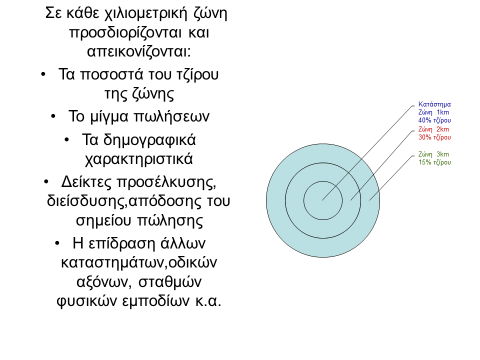 Σε κάθε χιλιομετρική ζώνη
προσδιορίζονται και
απεικονίζονται:
• Τα ποσοστά του τζίρου
της ζώνης
• Το μίγμα πωλήσεων
• Τα δημογραφικά
χαρακτηριστικά
• Δείκτες προσέλκυσης,
διείσδυσης,απόδοσης του
σημείου πώλησης
• Η επίδραση άλλων
καταστημάτων,οδικών
αξόνων, σταθμών
φυσικών εμποδίων κ.α.
Κατάστημα
Ζώνη 1km
40% τζίρου
Ζώνη 2km
30% τζίρου
Ζώνη 3km
15% τζίρου